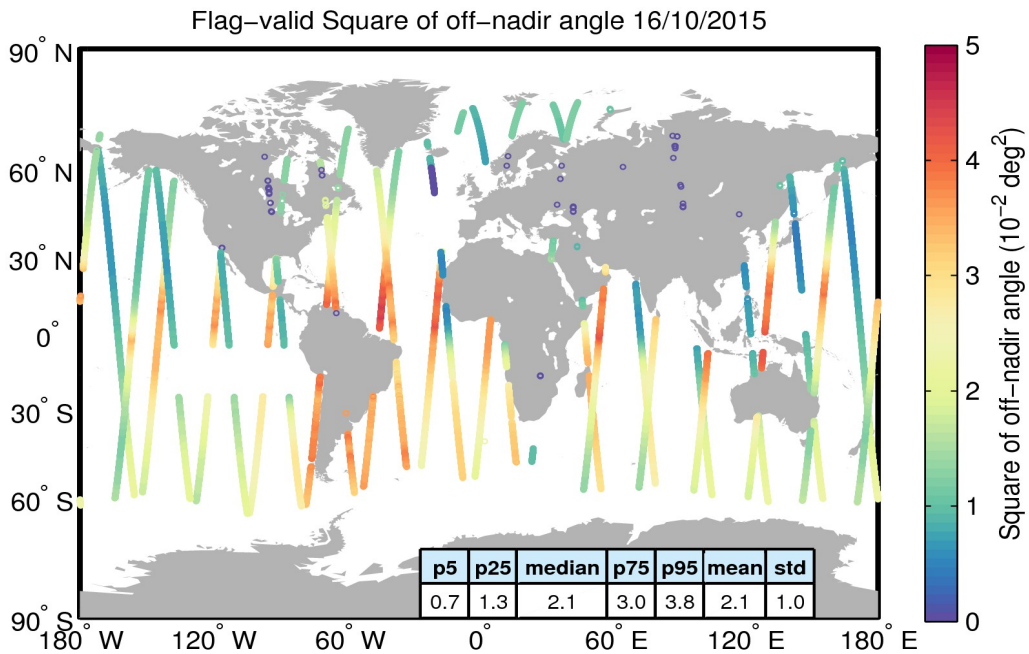 Flag−valid Square of off−nadir angle 16/10/2015
90° N
60° N
30° N
0°
30° S
60° S
90° S
180° W
120° W
60° W
0°
60° E
120° E
180° E
p5 p25 median p75 p95 mean std
0.7 1.3 2.1 3.0 3.8 2.1 1.0
5
4
3
2
1
0
Square of off−nadir angle (10⁻² deg²)